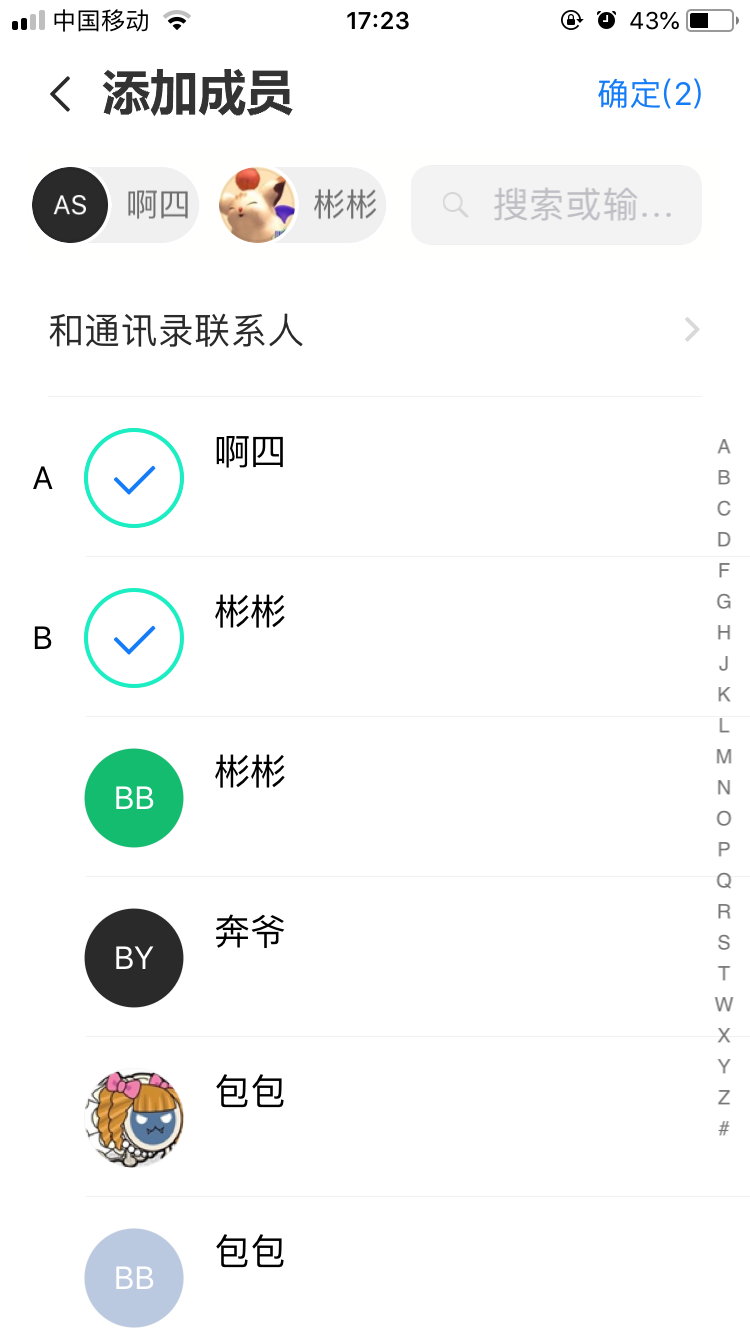 中国移动 17:23 43%
添加成员 确定(2)
AS 啊四 彬彬 搜索或输...
和通讯录联系人
A 啊四
B 彬彬
BB 彬彬
BY 奔爷
包包
BB 包包
A
B
C
D
F
G
H
J
K
L
M
N
O
P
Q
R
S
T
W
X
Y
Z
#